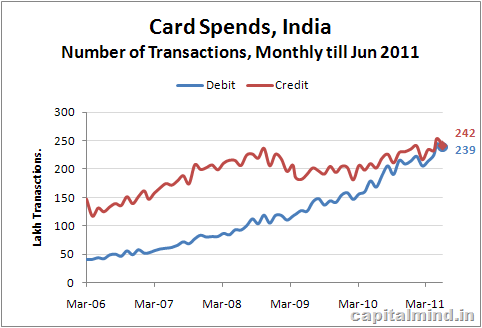 Card Spends, India
Number of Transactions, Monthly till Jun 2011
Debit Credit
Lakh Transactions.
300
250
200
150
100
50
0
242
239
Mar-06 Mar-07 Mar-08 Mar-09 Mar-10 Mar-11
capitalmind.in